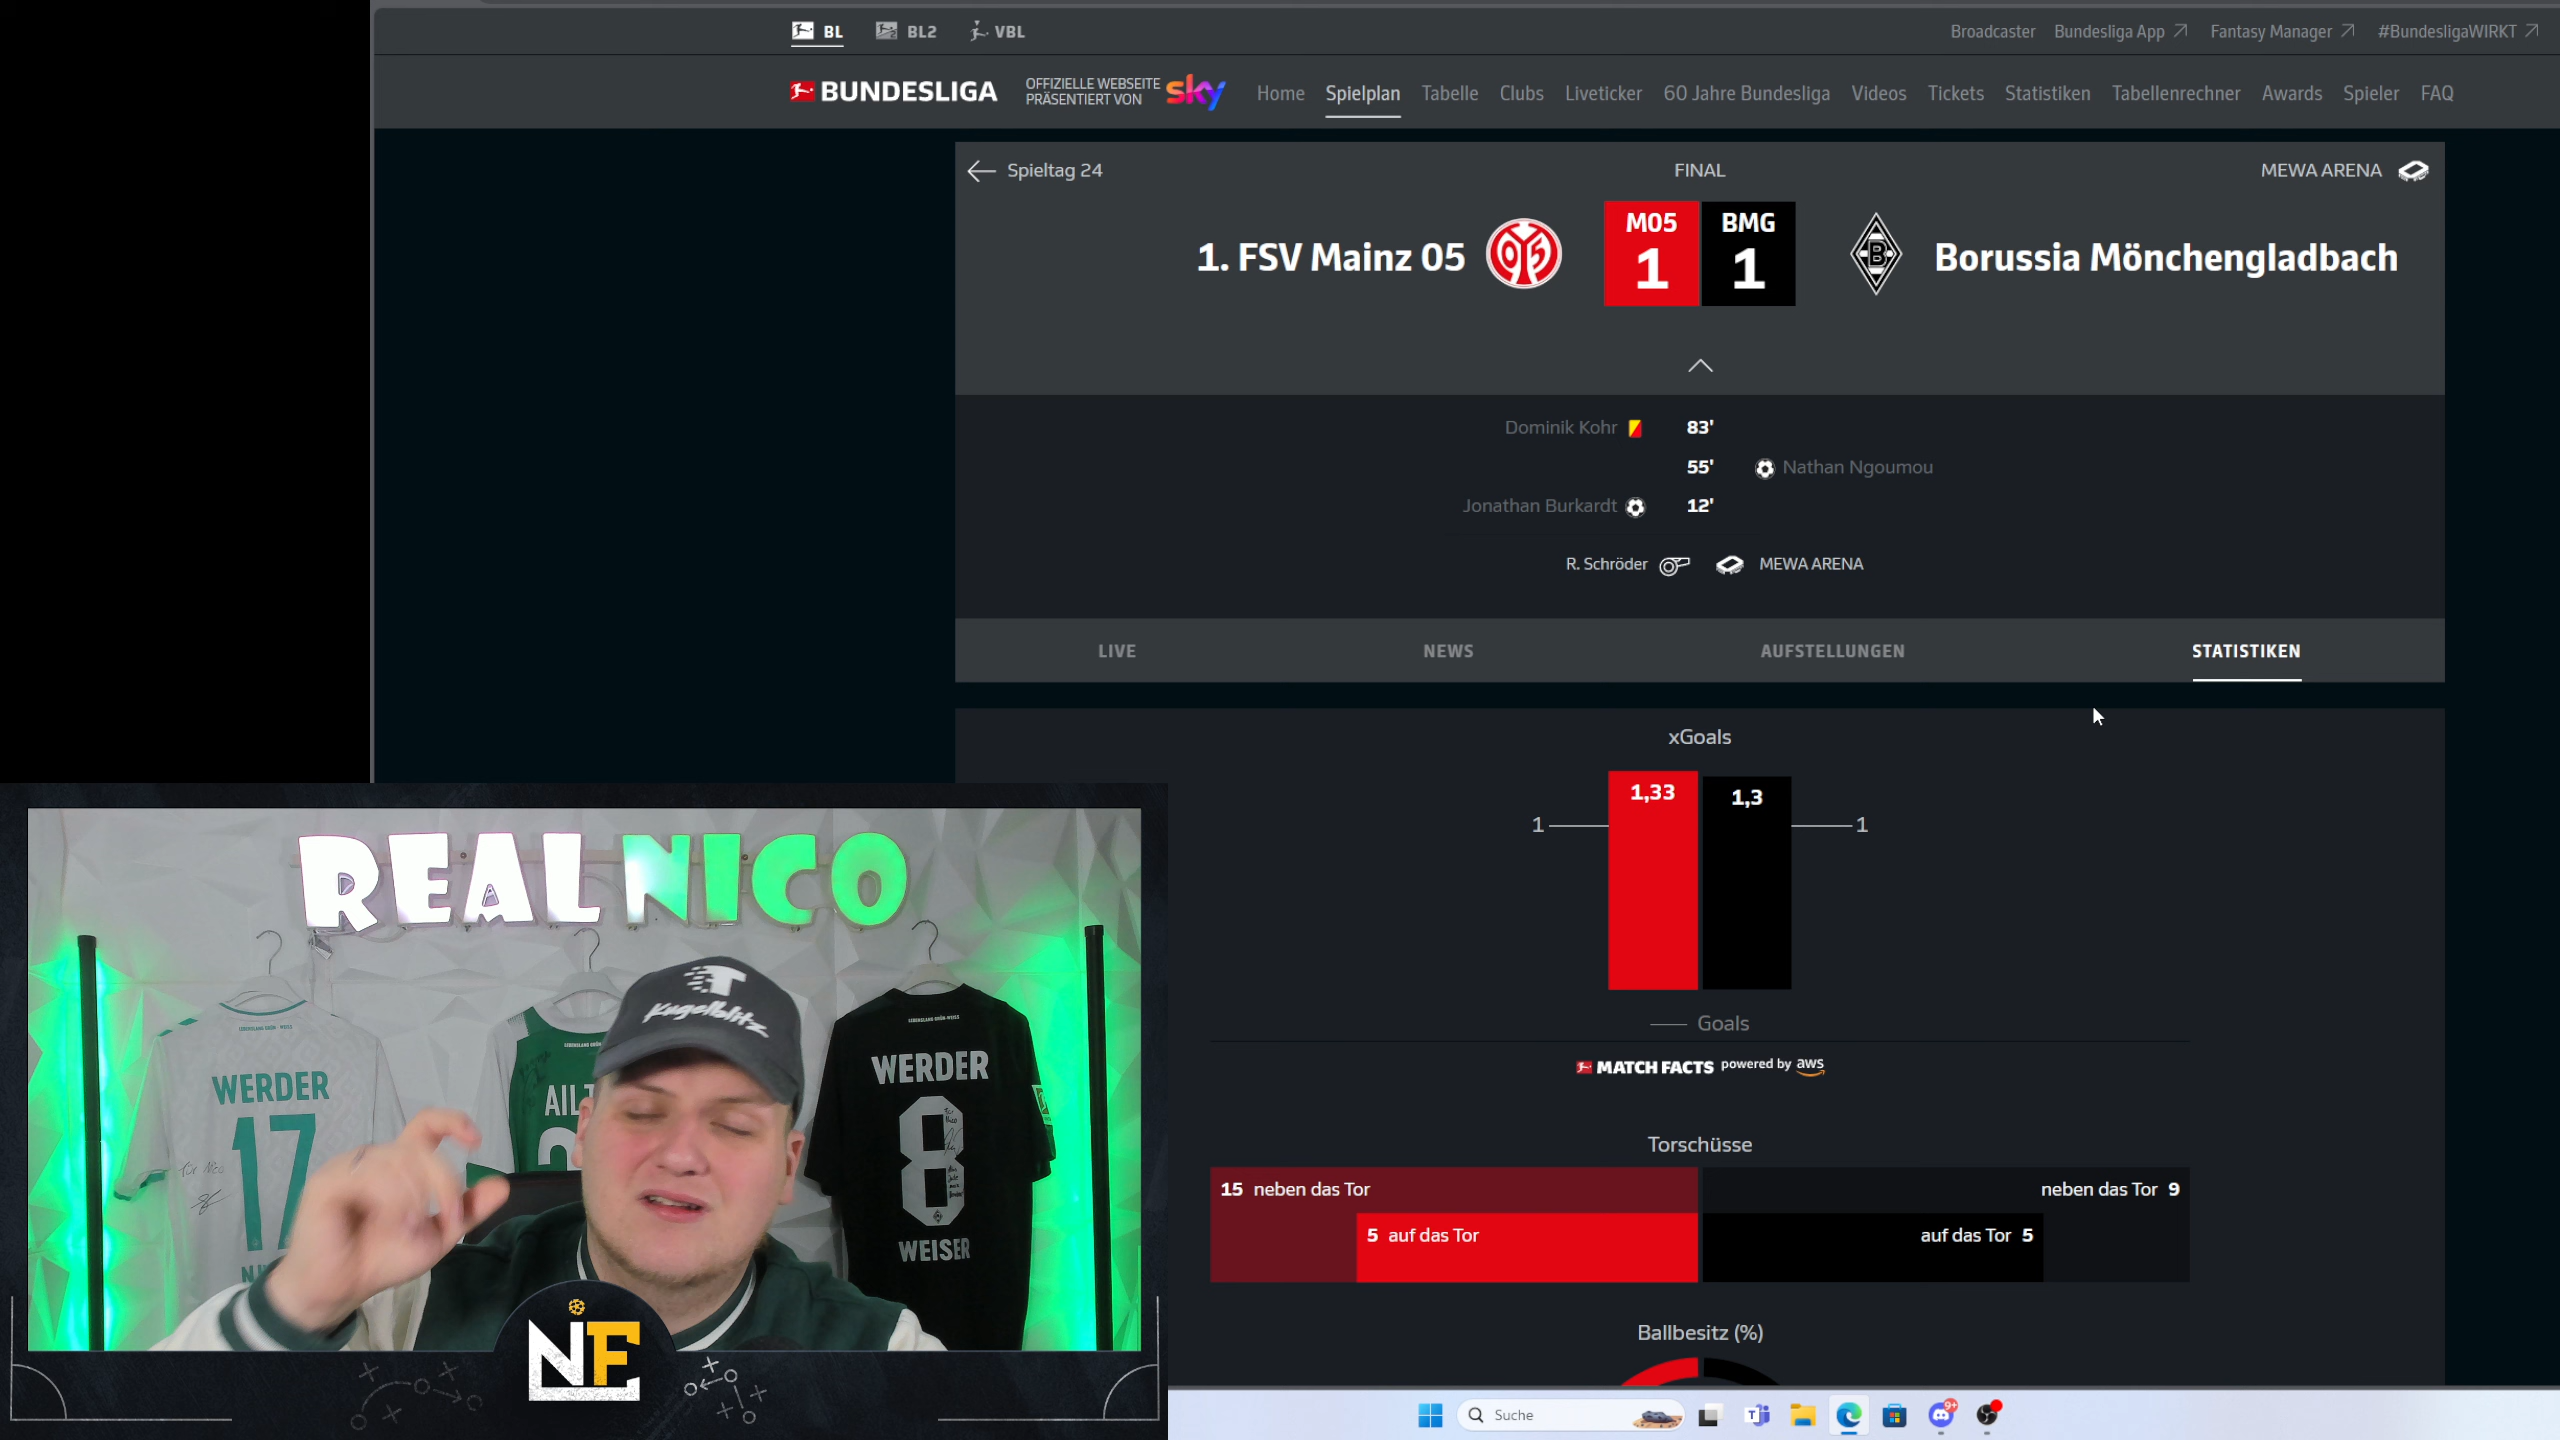 BL BL2 VBL
Broadcaster Bundesliga App Fantasy Manager #BundesligaWIRKT
BUNDESLIGA
OFFIZIELLE WEBSEITE
PRÄSENTIERT VON
sky
Home Spielplan Tabelle Clubs Liveticker 60 Jahre Bundesliga Videos Tickets Statistiken Tabellenrechner Awards Spieler FAQ
Spieltag 24
FINAL
MEWA ARENA
1. FSV Mainz 05
M05
1
BMG
1
Borussia Mönchengladbach
Dominik Kohr 83'
55' Nathan Ngoumou
Jonathan Burkardt 12'
R. Schröder MEWA ARENA
LIVE NEWS AUFSTELLUNGEN STATISTIKEN
xGoals
1,33 1,3
1 1
Goals
MATCH FACTS powered by aws
Torschüsse
15 neben das Tor
neben das Tor 9
5 auf das Tor
auf das Tor 5
Ballbesitz (%)
REALNICO
Kugelblitz
WERDER
17
für Nico
AILT
WERDER
8
WEISER
NF
Suche
9+